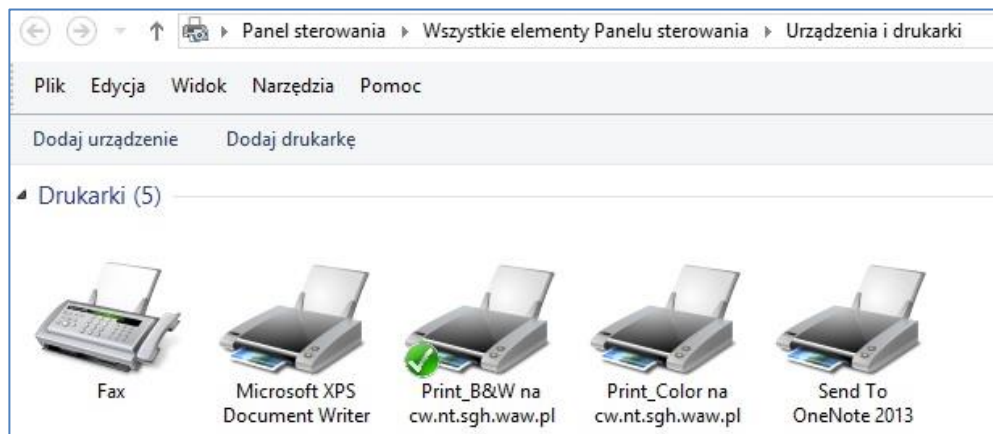 Panel sterowania Wszystkie elementy Panelu sterowania Urządzenia i drukarki
Plik Edycja Widok Narzędzia Pomoc
Dodaj urządzenie Dodaj drukarkę
Drukarki (5)
Fax
Microsoft XPS
Document Writer
Print_B&W na
cw.nt.sgh.waw.pl
Print_Color na
cw.nt.sgh.waw.pl
Send To
OneNote 2013